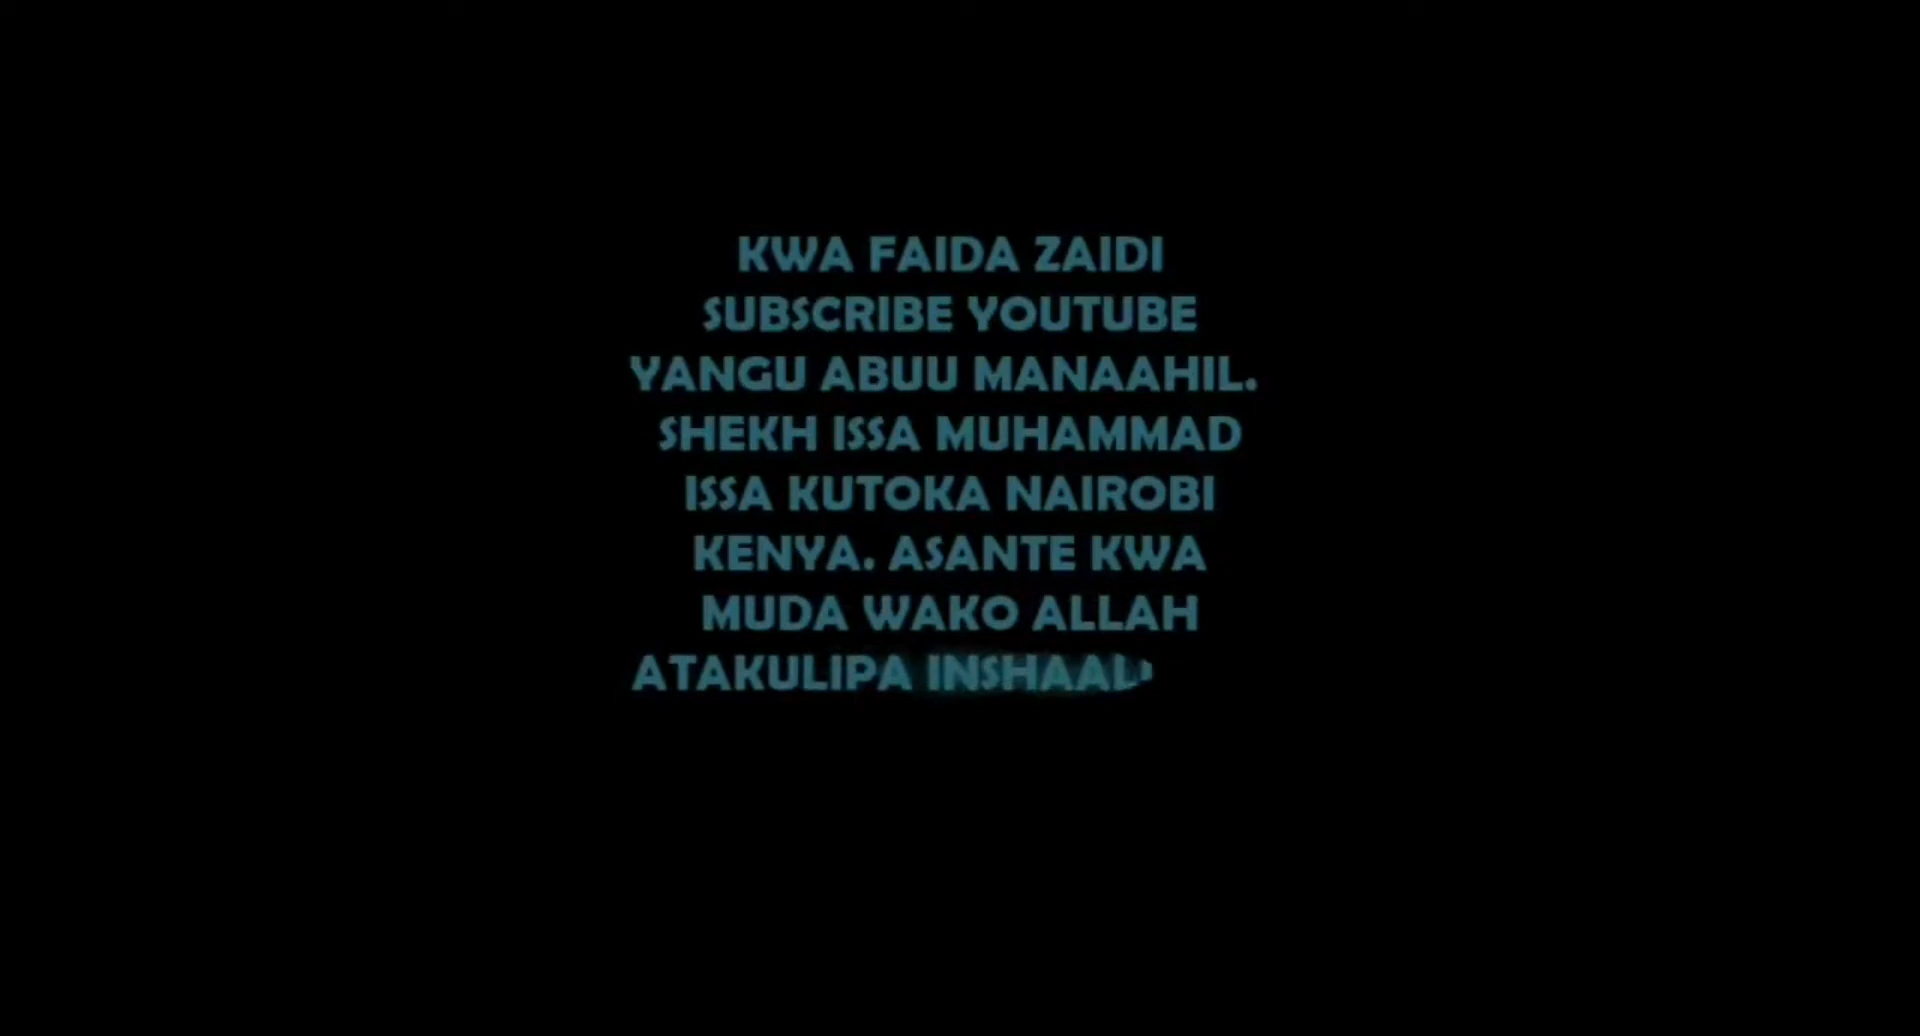 KWA FAIDA ZAIDI
SUBSCRIBE YOUTUBE
YANGU ABUU MANAAHIL.
SHEKH ISSA MUHAMMAD
ISSA KUTOKA NAIROBI
KENYA. ASANTE KWA
MUDA WAKO ALLAH
ATAKULIPA